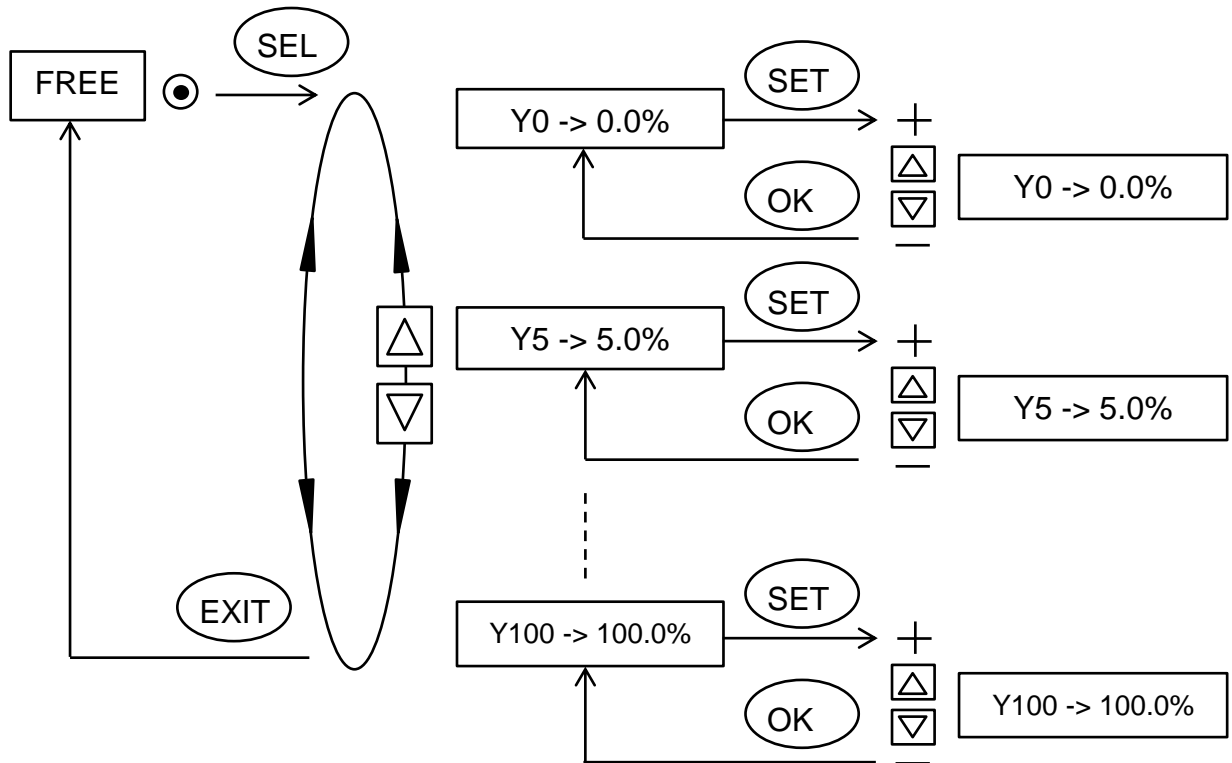 SEL
FREE
SET
Y0 -> 0.0%
+
OK
Y0 -> 0.0%
—
SET
Y5 -> 5.0%
+
OK
Y5 -> 5.0%
—
EXIT
SET
Y100 -> 100.0%
+
OK
Y100 -> 100.0%
—